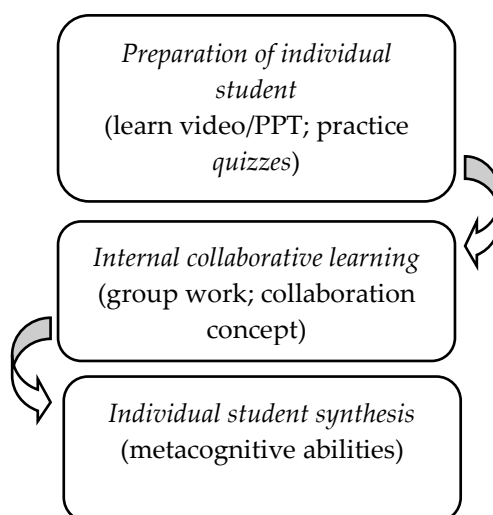 Preparation of individual
student
(learn video/PPT; practice
quizzes)
Internal collaborative learning
(group work; collaboration
concept)
Individual student synthesis
(metacognitive abilities)